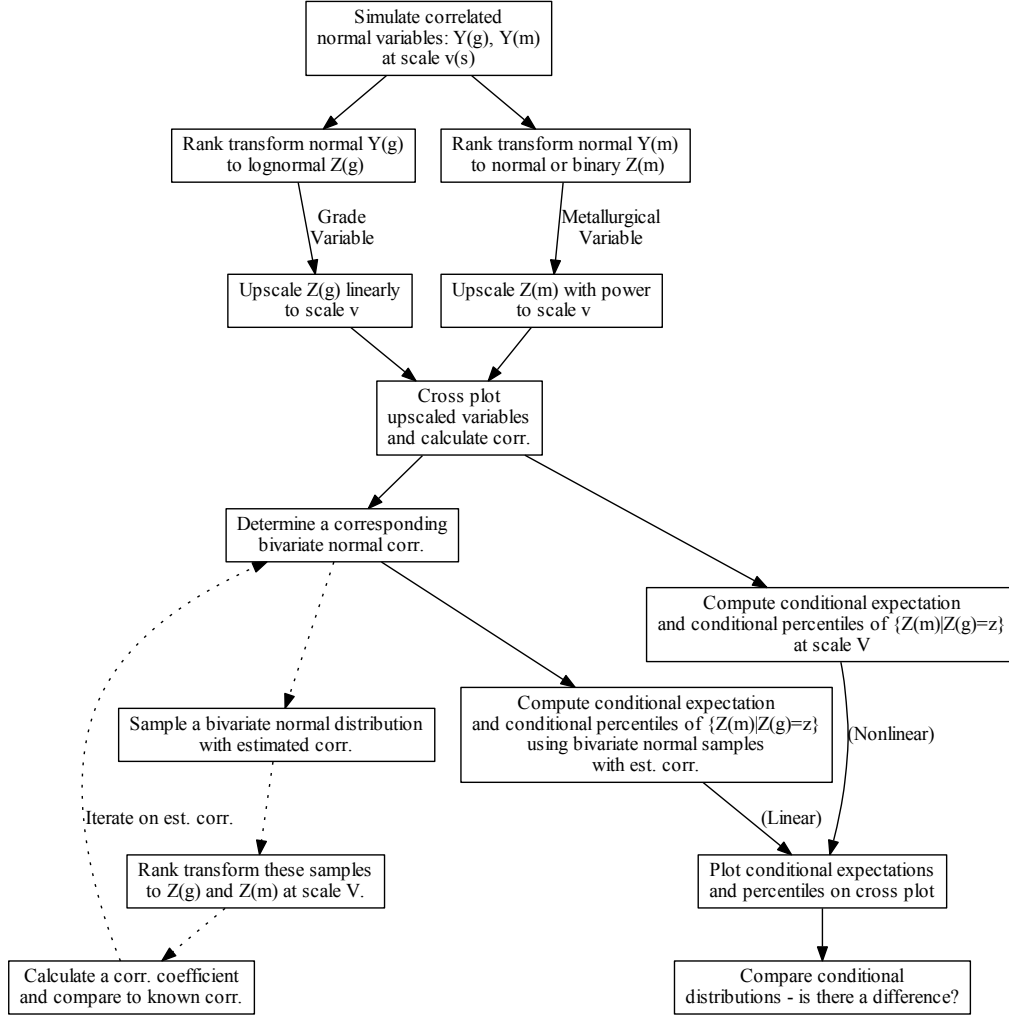 Simulate correlated
normal variables: Y(g), Y(m)
at scale v(s)
Rank transform normal Y(g)
to lognormal Z(g)
Rank transform normal Y(m)
to normal or binary Z(m)
Grade
Variable
Metallurgical
Variable
Upscale Z(g) linearly
to scale v
Upscale Z(m) with power
to scale v
Cross plot
upscaled variables
and calculate corr.
Determine a corresponding
bivariate normal corr.
Compute conditional expectation
and conditional percentiles of {Z(m)|Z(g)=z}
at scale V
Sample a bivariate normal distribution
with estimated corr.
Compute conditional expectation
and conditional percentiles of {Z(m)|Z(g)=z}
using bivariate normal samples
with est. corr.
(Nonlinear)
Iterate on est. corr.
(Linear)
Rank transform these samples
to Z(g) and Z(m) at scale V.
Plot conditional expectations
and percentiles on cross plot
Calculate a corr. coefficient
and compare to known corr.
Compare conditional
distributions - is there a difference?